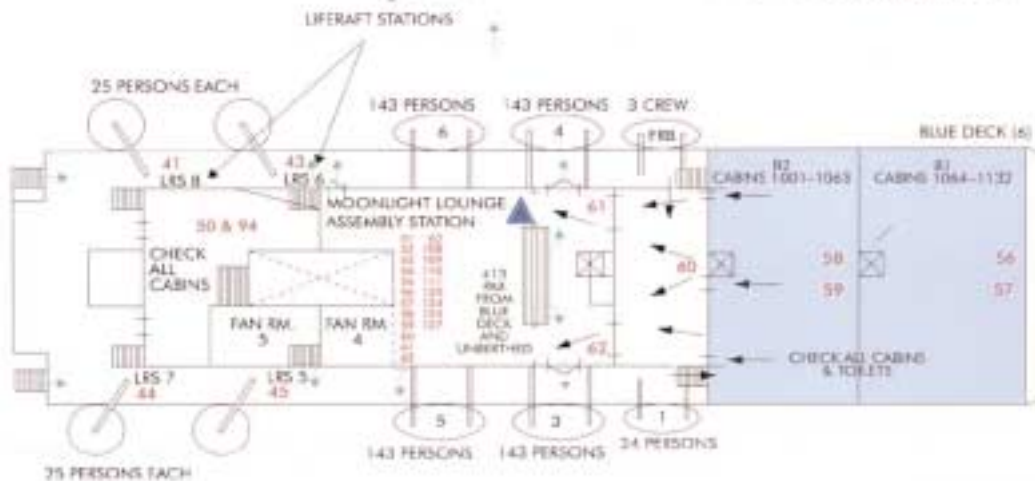 LIFERAFT STATIONS
25 PERSONS EACH
143 PERSONS
143 PERSONS
3 CREW
6
4
FRB
BLUE DECK (6)
41
LRS 8
43
LRS 6
B2
CABINS 1001–1063
B1
CABINS 1064–1132
MOONLIGHT LOUNGE
ASSEMBLY STATION
61
50 & 94
CHECK
ALL
CABINS
60
58
59
56
57
FROM
BLUE
DECK
AND
UNBERTHED
FAN RM.
5
FAN RM.
4
62
CHECK ALL CABINS
& TOILETS
LRS 7
44
LRS 5
45
5
3
1
143 PERSONS
143 PERSONS
34 PERSONS
25 PERSONS EACH